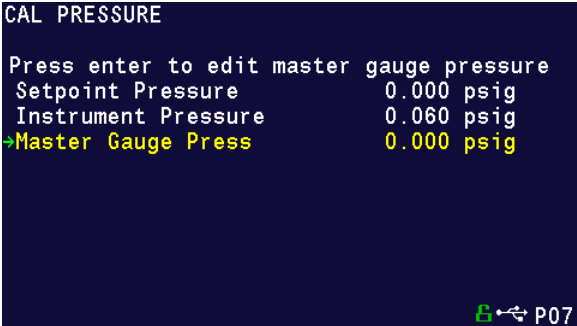 CAL PRESSURE
Press enter to edit master gauge pressure
Setpoint Pressure 0.000 psig
Instrument Pressure 0.060 psig
→Master Gauge Press 0.000 psig
P07